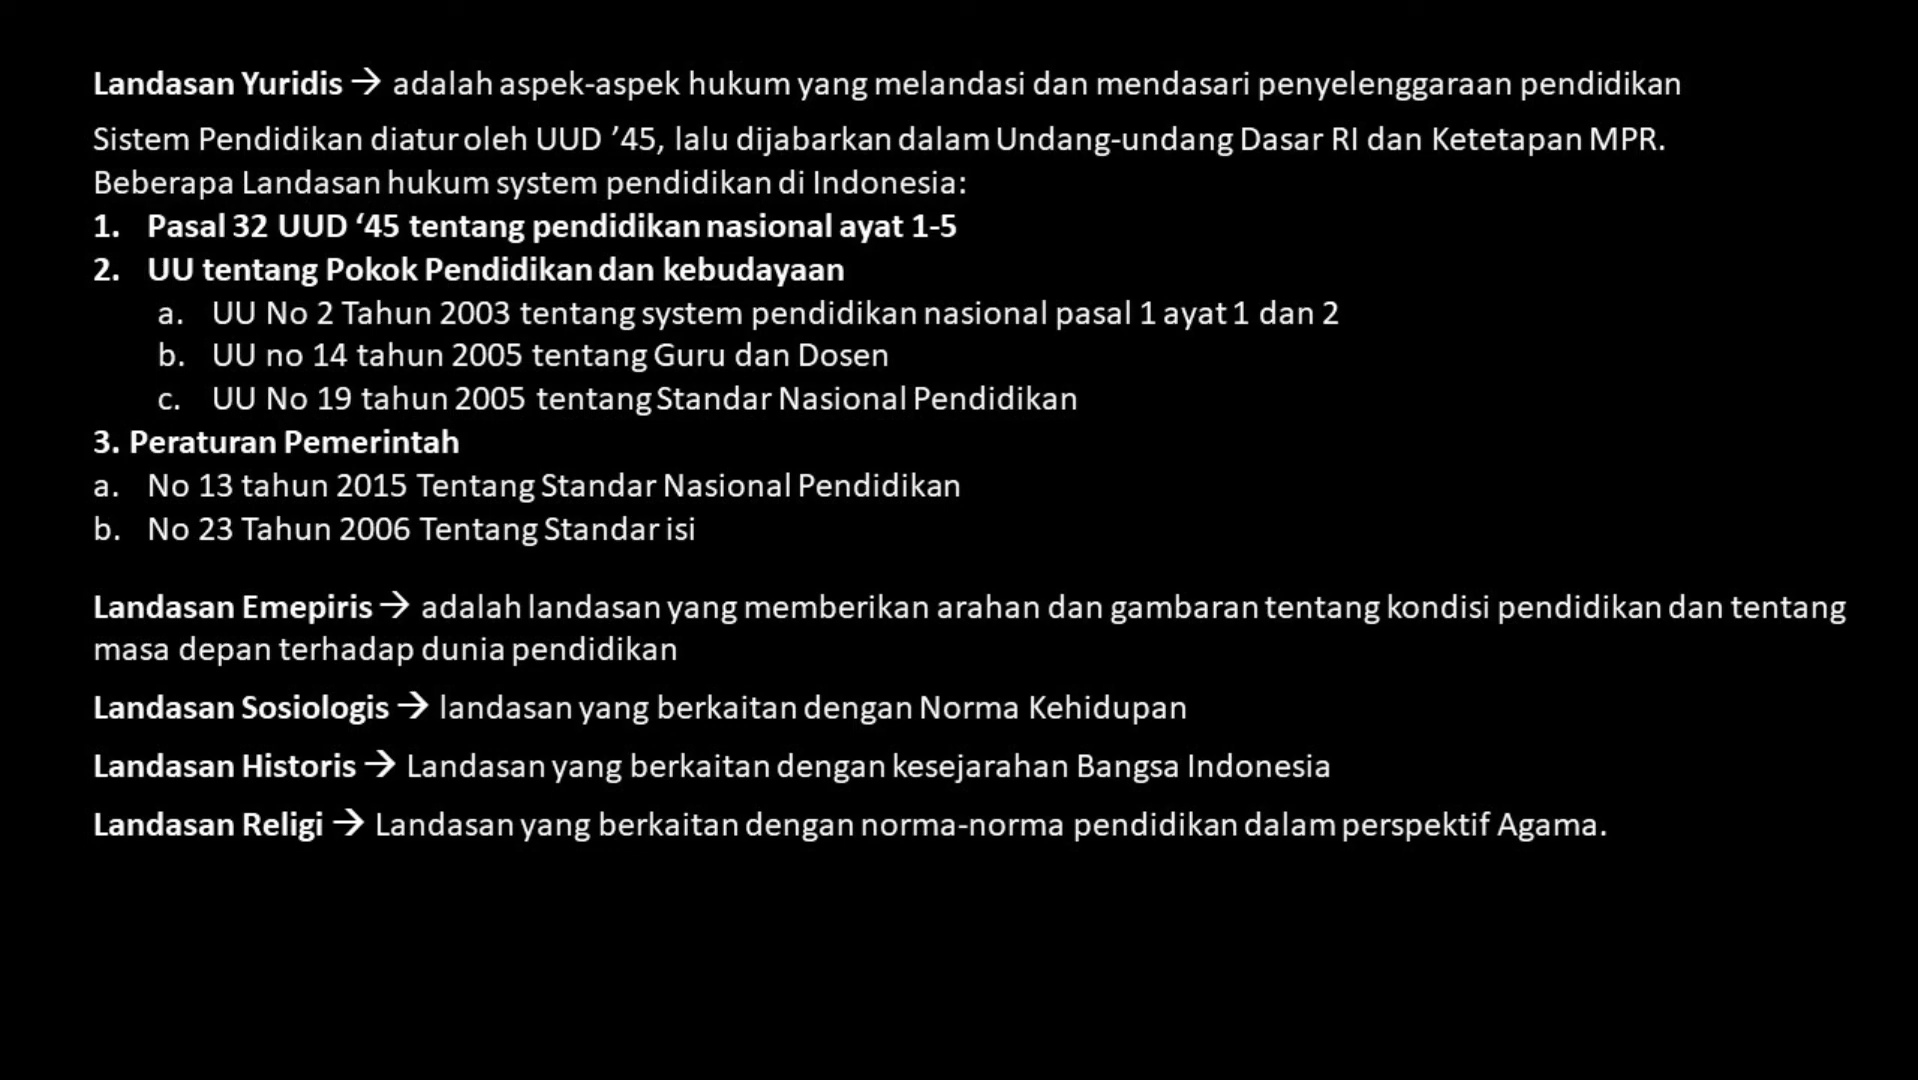 Landasan Yuridis → adalah aspek-aspek hukum yang melandasi dan mendasari penyelenggaraan pendidikan
Sistem Pendidikan diatur oleh UUD ’45, lalu dijabarkan dalam Undang-undang Dasar RI dan Ketetapan MPR.
Beberapa Landasan hukum system pendidikan di Indonesia:
1. Pasal 32 UUD ‘45 tentang pendidikan nasional ayat 1-5
2. UU tentang Pokok Pendidikan dan kebudayaan
a. UU No 2 Tahun 2003 tentang system pendidikan nasional pasal 1 ayat 1 dan 2
b. UU no 14 tahun 2005 tentang Guru dan Dosen
c. UU No 19 tahun 2005 tentang Standar Nasional Pendidikan
3. Peraturan Pemerintah
a. No 13 tahun 2015 Tentang Standar Nasional Pendidikan
b. No 23 Tahun 2006 Tentang Standar isi
Landasan Emepiris → adalah landasan yang memberikan arahan dan gambaran tentang kondisi pendidikan dan tentang
masa depan terhadap dunia pendidikan
Landasan Sosiologis → landasan yang berkaitan dengan Norma Kehidupan
Landasan Historis → Landasan yang berkaitan dengan kesejarahan Bangsa Indonesia
Landasan Religi → Landasan yang berkaitan dengan norma-norma pendidikan dalam perspektif Agama.